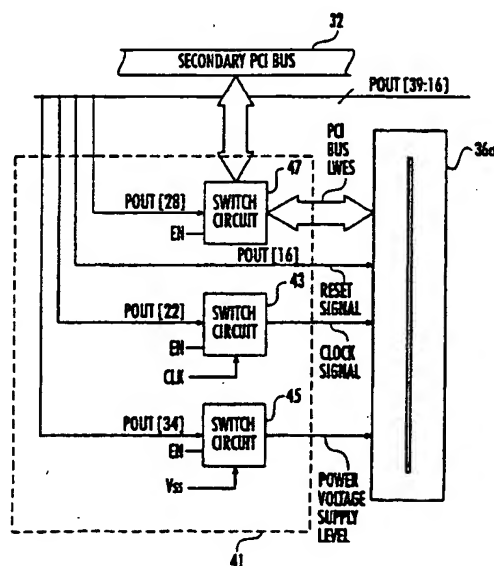 32
SECONDARY PCI BUS
POUT [39:16]
PCI
BUS
LWES
36a
47
POUT [28]
SWITCH
CIRCUIT
EN
POUT [16]
RESET
SIGNAL
43
POUT [22]
SWITCH
CIRCUIT
EN
CLK
CLOCK
SIGNAL
45
POUT [34]
SWITCH
CIRCUIT
EN
Vss
POWER
VOLTAGE
SUPPLY
LEVEL
41